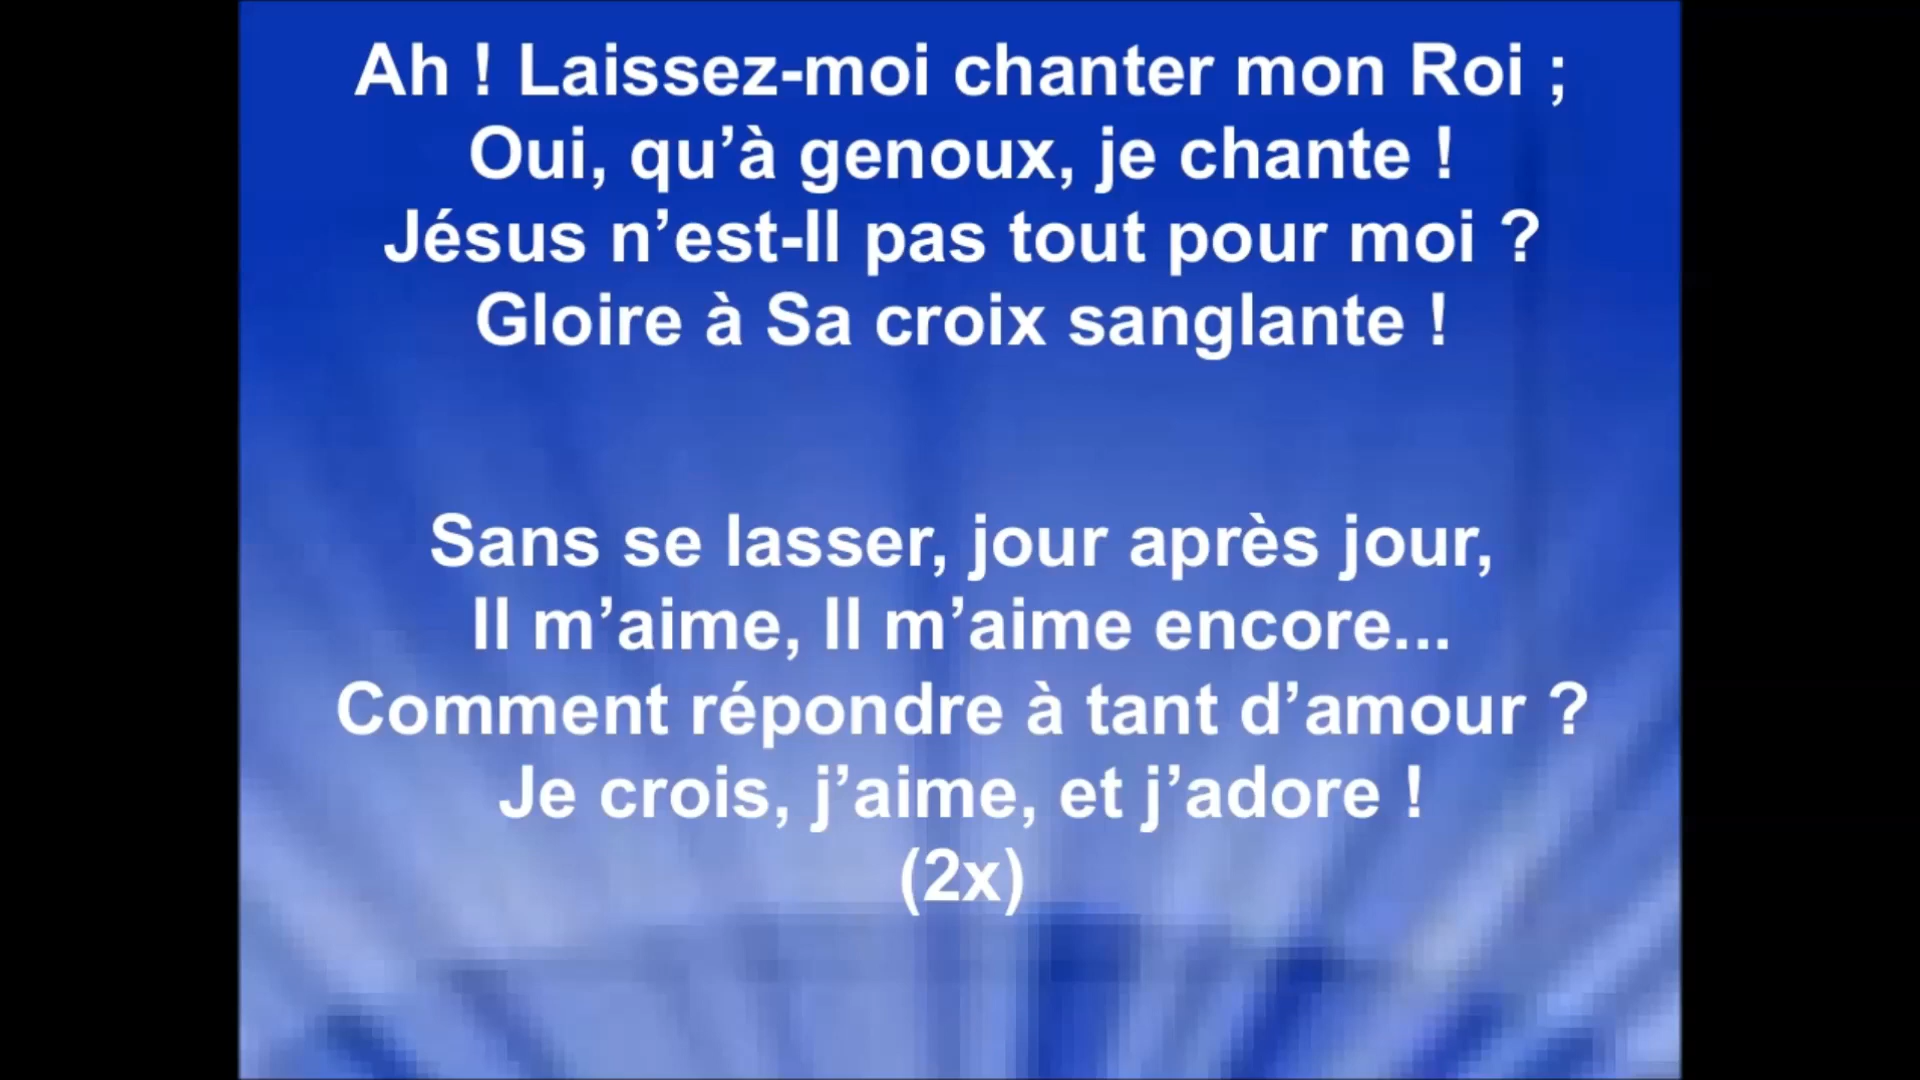 Ah ! Laissez-moi chanter mon Roi ;
Oui, qu’à genoux, je chante !
Jésus n’est-Il pas tout pour moi ?
Gloire à Sa croix sanglante !
Sans se lasser, jour après jour,
Il m’aime, Il m’aime encore...
Comment répondre à tant d’amour ?
Je crois, j’aime, et j’adore !
(2x)